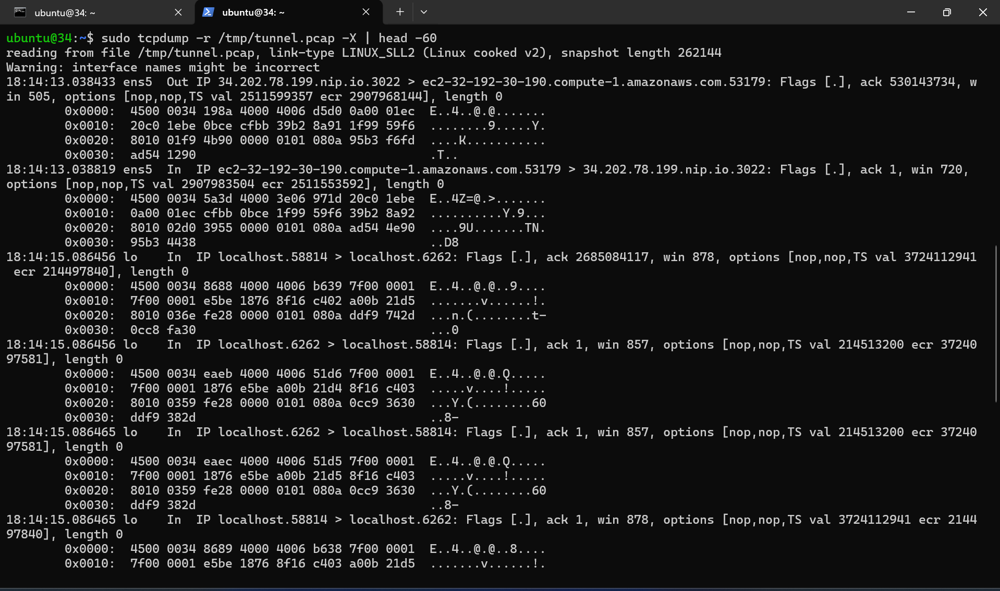 ubuntu@34: ~
ubuntu@34: ~
ubuntu@34:~$ sudo tcpdump -r /tmp/tunnel.pcap -X | head -60
reading from file /tmp/tunnel.pcap, link-type LINUX_SLL2 (Linux cooked v2), snapshot length 262144
Warning: interface names might be incorrect
18:14:13.038433 ens5  Out IP 34.202.78.199.nip.io.3022 > ec2-32-192-30-190.compute-1.amazonaws.com.53179: Flags [.], ack 530143734, w
in 505, options [nop,nop,TS val 2511599357 ecr 2907968144], length 0
        0x0000:  4500 0034 198a 4000 4006 d5d0 0a00 01ec  E..4..@.@.......
        0x0010:  20c0 1ebe 0bce cfbb 39b2 8a91 1f99 59f6  ........9.....Y.
        0x0020:  8010 01f9 4b90 0000 0101 080a 95b3 f6fd  ....K...........
        0x0030:  ad54 1290                                .T..
18:14:13.038819 ens5  In  IP ec2-32-192-30-190.compute-1.amazonaws.com.53179 > 34.202.78.199.nip.io.3022: Flags [.], ack 1, win 720,
options [nop,nop,TS val 2907983504 ecr 2511553592], length 0
        0x0000:  4500 0034 5a3d 4000 3e06 971d 20c0 1ebe  E..4Z=@.>.......
        0x0010:  0a00 01ec cfbb 0bce 1f99 59f6 39b2 8a92  ..........Y.9...
        0x0020:  8010 02d0 3955 0000 0101 080a ad54 4e90  ....9U.......TN.
        0x0030:  95b3 4438                                ..D8
18:14:15.086456 lo    In  IP localhost.58814 > localhost.6262: Flags [.], ack 2685084117, win 878, options [nop,nop,TS val 3724112941
 ecr 214497840], length 0
        0x0000:  4500 0034 8688 4000 4006 b639 7f00 0001  E..4..@.@..9....
        0x0010:  7f00 0001 e5be 1876 8f16 c402 a00b 21d5  .......v......!.
        0x0020:  8010 036e fe28 0000 0101 080a ddf9 742d  ...n.(........t-
        0x0030:  0cc8 fa30                                ...0
18:14:15.086456 lo    In  IP localhost.6262 > localhost.58814: Flags [.], ack 1, win 857, options [nop,nop,TS val 214513200 ecr 37240
97581], length 0
        0x0000:  4500 0034 eaeb 4000 4006 51d6 7f00 0001  E..4..@.@.Q.....
        0x0010:  7f00 0001 1876 e5be a00b 21d4 8f16 c403  .....v....!.....
        0x0020:  8010 0359 fe28 0000 0101 080a 0cc9 3630  ...Y.(........60
        0x0030:  ddf9 382d                                ..8-
18:14:15.086465 lo    In  IP localhost.6262 > localhost.58814: Flags [.], ack 1, win 857, options [nop,nop,TS val 214513200 ecr 37240
97581], length 0
        0x0000:  4500 0034 eaec 4000 4006 51d5 7f00 0001  E..4..@.@.Q.....
        0x0010:  7f00 0001 1876 e5be a00b 21d5 8f16 c403  .....v....!.....
        0x0020:  8010 0359 fe28 0000 0101 080a 0cc9 3630  ...Y.(........60
        0x0030:  ddf9 382d                                ..8-
18:14:15.086465 lo    In  IP localhost.58814 > localhost.6262: Flags [.], ack 1, win 878, options [nop,nop,TS val 3724112941 ecr 2144
97840], length 0
        0x0000:  4500 0034 8689 4000 4006 b638 7f00 0001  E..4..@.@..8....
        0x0010:  7f00 0001 e5be 1876 8f16 c403 a00b 21d5  .......v......!.